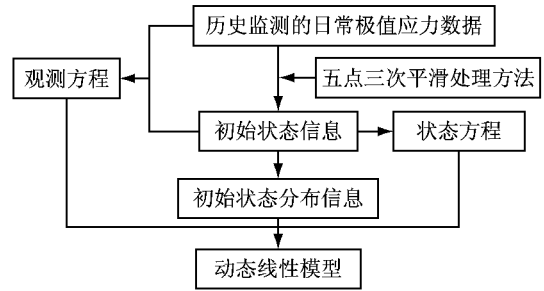 历史监测的日常极值应力数据
观测方程
五点三次平滑处理方法
初始状态信息
状态方程
初始状态分布信息
动态线性模型